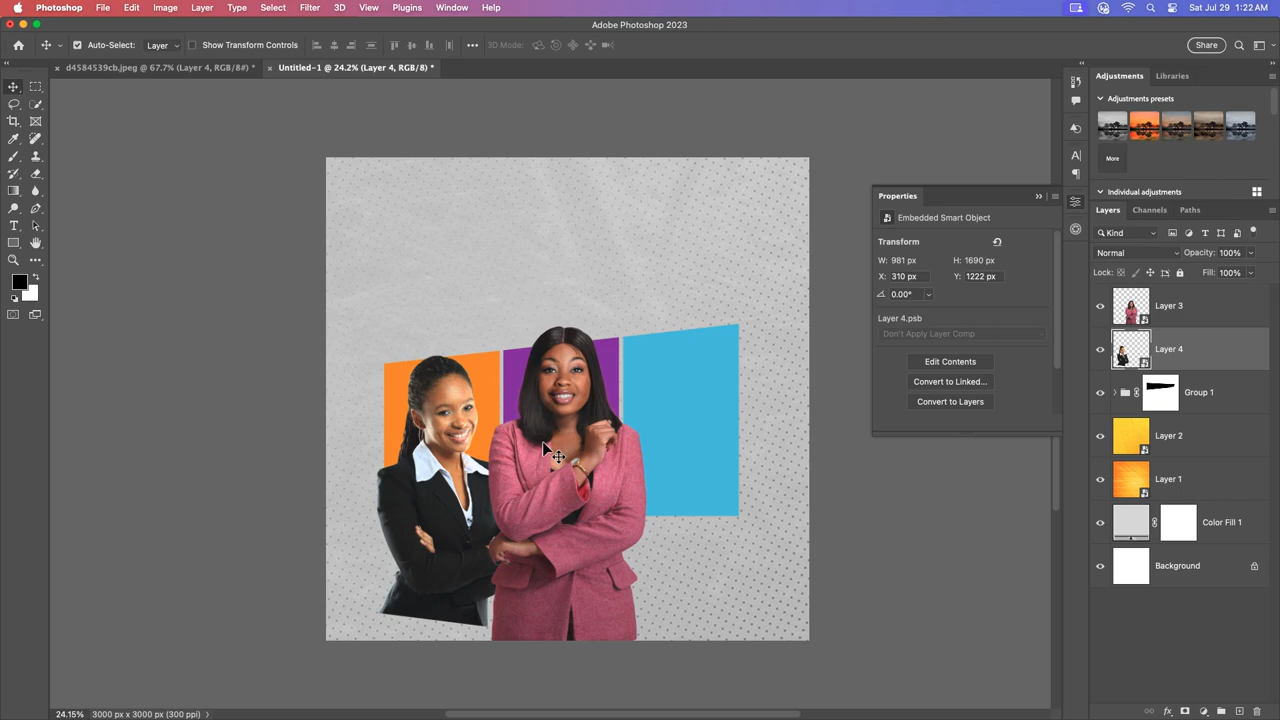 Photoshop File Edit Image Layer Type Select Filter 3D View Plugins Window Help Sat Jul 29 1:22 AM
Adobe Photoshop 2023
Auto-Select: Layer Show Transform Controls 3D Mode: Share
d4584539cb.jpeg @ 67.7% (Layer 4, RGB/8#) * Untitled-1 @ 24.2% (Layer 4, RGB/8) *
Adjustments Libraries
Adjustments presets
More
Individual adjustments
Properties
Layers Channels Paths
Embedded Smart Object
Kind
Transform
Normal Opacity: 100%
W: 981 px H: 1690 px
Lock: Fill: 100%
X: 310 px Y: 1222 px
0.00°
Layer 3
Layer 4.psb
Don't Apply Layer Comp
Layer 4
Edit Contents
Convert to Linked...
Group 1
Convert to Layers
Layer 2
Layer 1
Color Fill 1
Background
24.15% 3000 px x 3000 px (300 ppi)